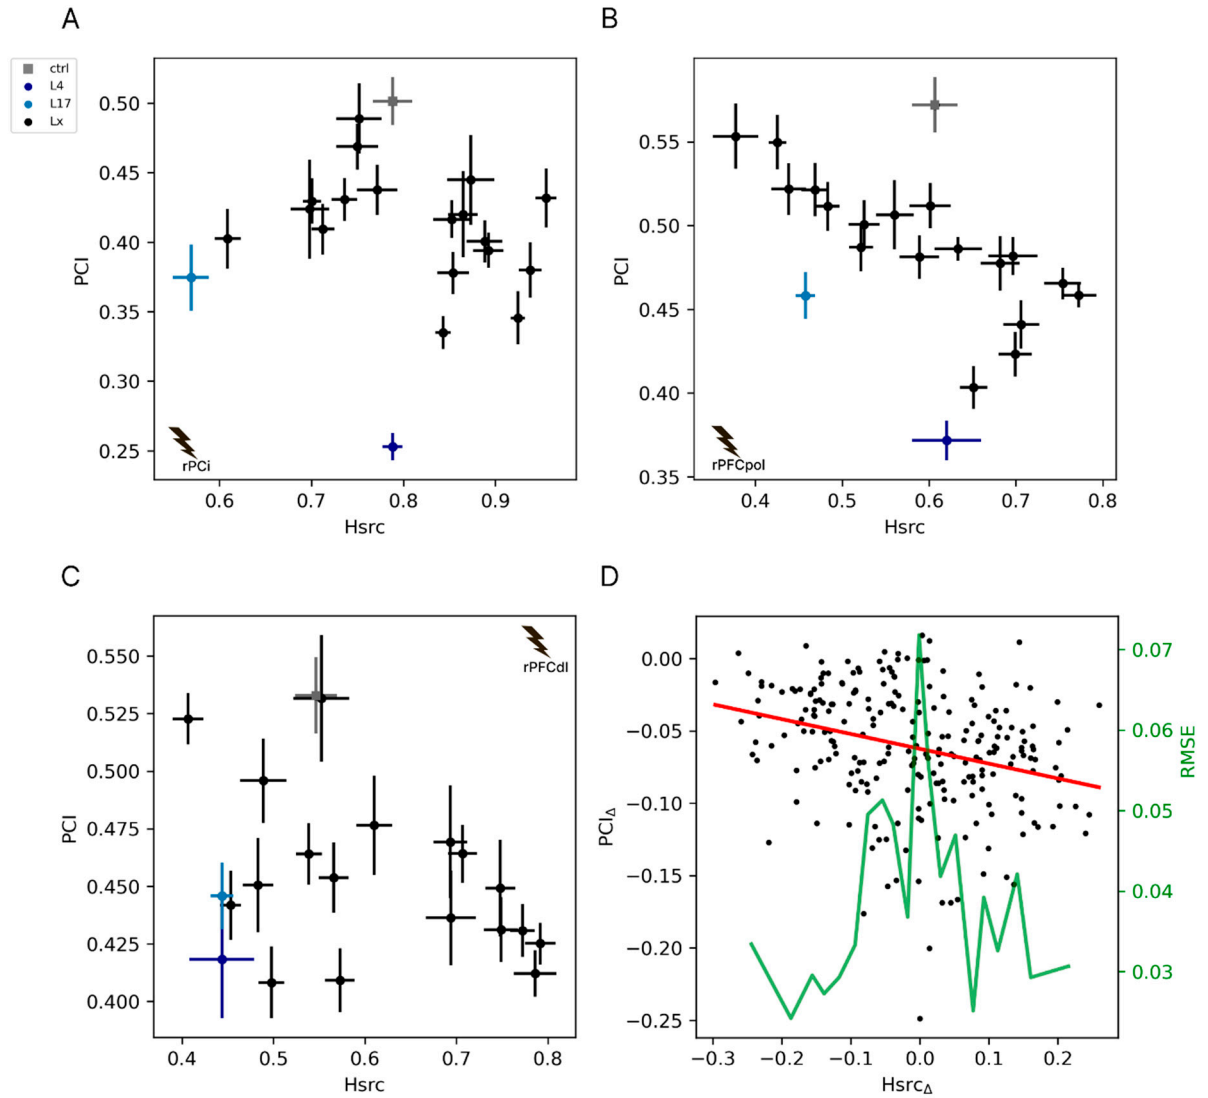 A
ctrl
L4
L17
Lx
PCI
0.50
0.45
0.40
0.35
0.30
0.25
rPCi
0.6 0.7 0.8 0.9
Hsrc
B
PCI
0.55
0.50
0.45
0.40
0.35
rPFCpol
0.4 0.5 0.6 0.7 0.8
Hsrc
C
PCI
0.550
0.525
0.500
0.475
0.450
0.425
0.400
rPFCdl
0.4 0.5 0.6 0.7 0.8
Hsrc
D
PCIΔ
0.00
−0.05
−0.10
−0.15
−0.20
−0.25
0.07
0.06
0.05
0.04
0.03
RMSE
−0.3 −0.2 −0.1 0.0 0.1 0.2
HsrcΔ